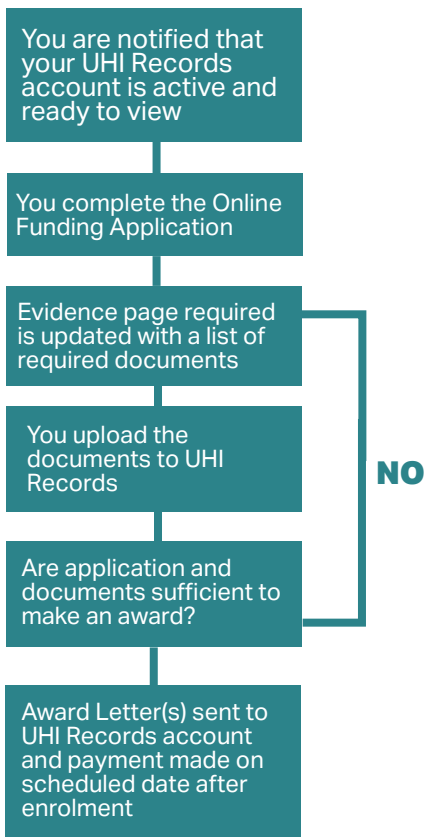 You are notified that
your UHI Records
account is active and
ready to view
You complete the Online
Funding Application
Evidence page required
is updated with a list of
required documents
You upload the
documents to UHI
Records
NO
Are application and
documents sufficient to
make an award?
Award Letter(s) sent to
UHI Records account
and payment made on
scheduled date after
enrolment